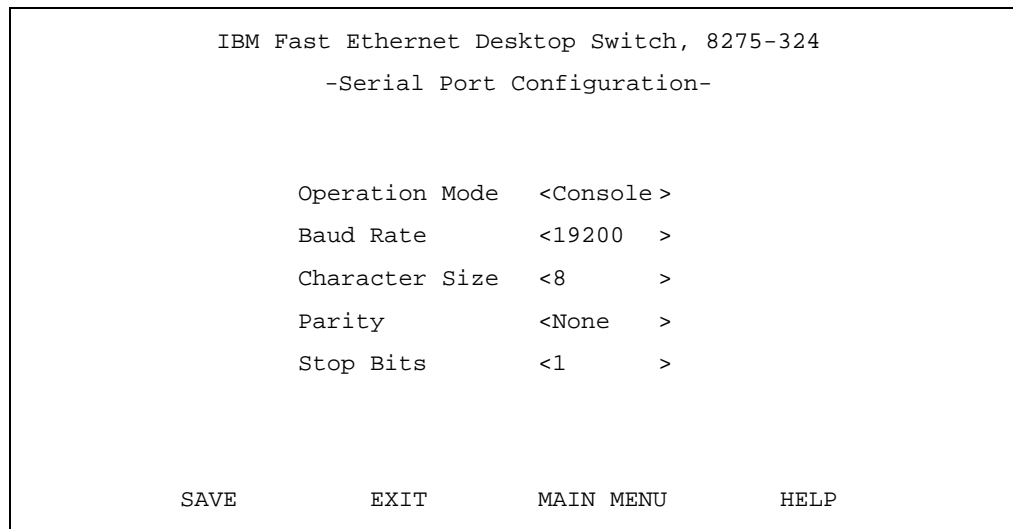 IBM Fast Ethernet Desktop Switch, 8275-324
-Serial Port Configuration-
Operation Mode <Console>
Baud Rate <19200 >
Character Size <8 >
Parity <None >
Stop Bits <1 >
SAVE EXIT MAIN MENU HELP